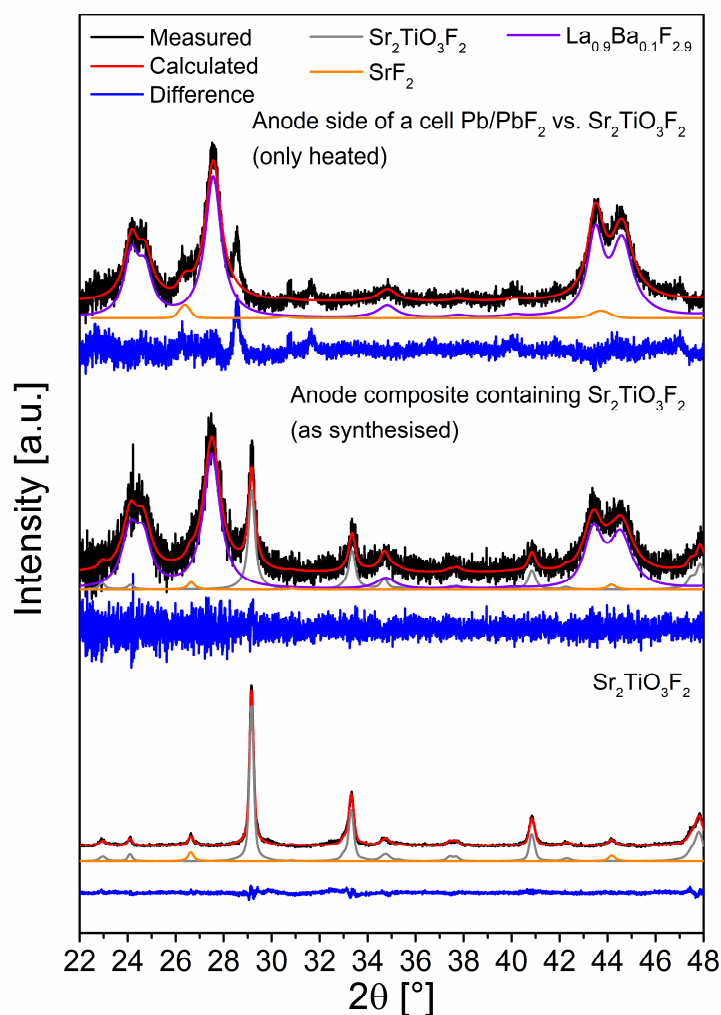 Measured Sr₂TiO₃F₂ La₀.₉Ba₀.₁F₂.₉
Calculated SrF₂
Difference
Anode side of a cell Pb/PbF₂ vs. Sr₂TiO₃F₂
(only heated)
Anode composite containing Sr₂TiO₃F₂
(as synthesised)
Sr₂TiO₃F₂
Intensity [a.u.]
22 24 26 28 30 32 34 36 38 40 42 44 46 48
2θ [°]